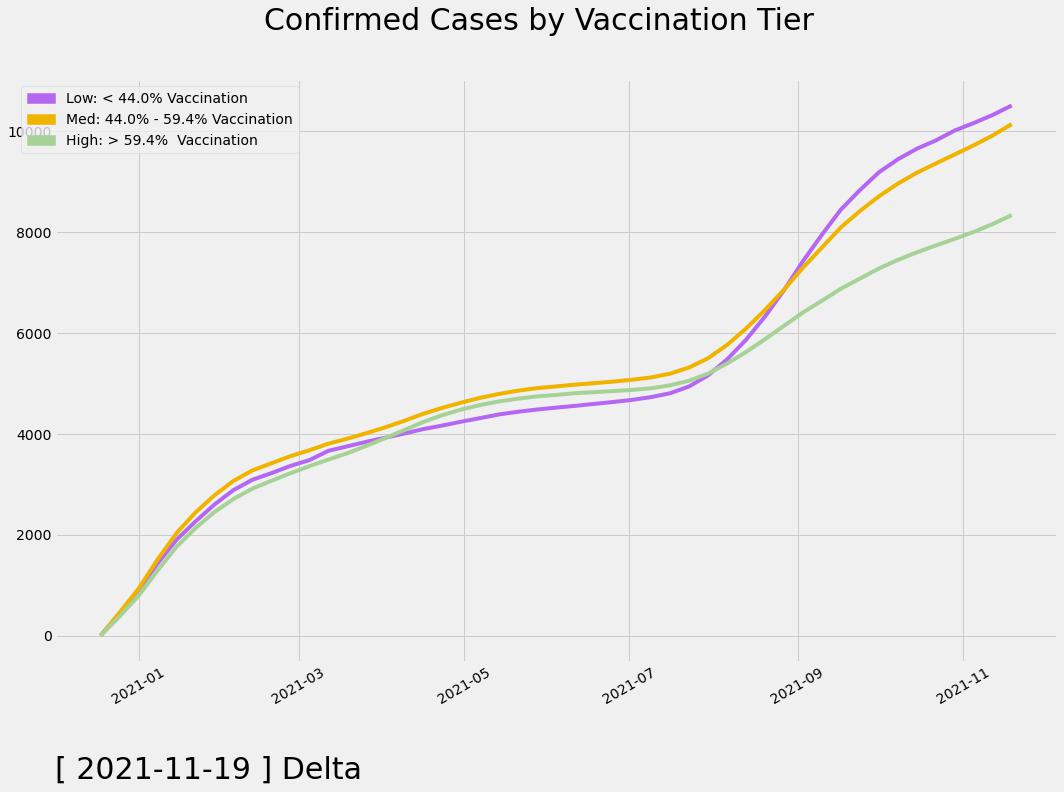 Confirmed Cases by Vaccination Tier
Low: < 44.0% Vaccination
Med: 44.0% - 59.4% Vaccination
High: > 59.4%  Vaccination
10000
8000
6000
4000
2000
0
2021-01
2021-03
2021-05
2021-07
2021-09
2021-11
[ 2021-11-19 ] Delta